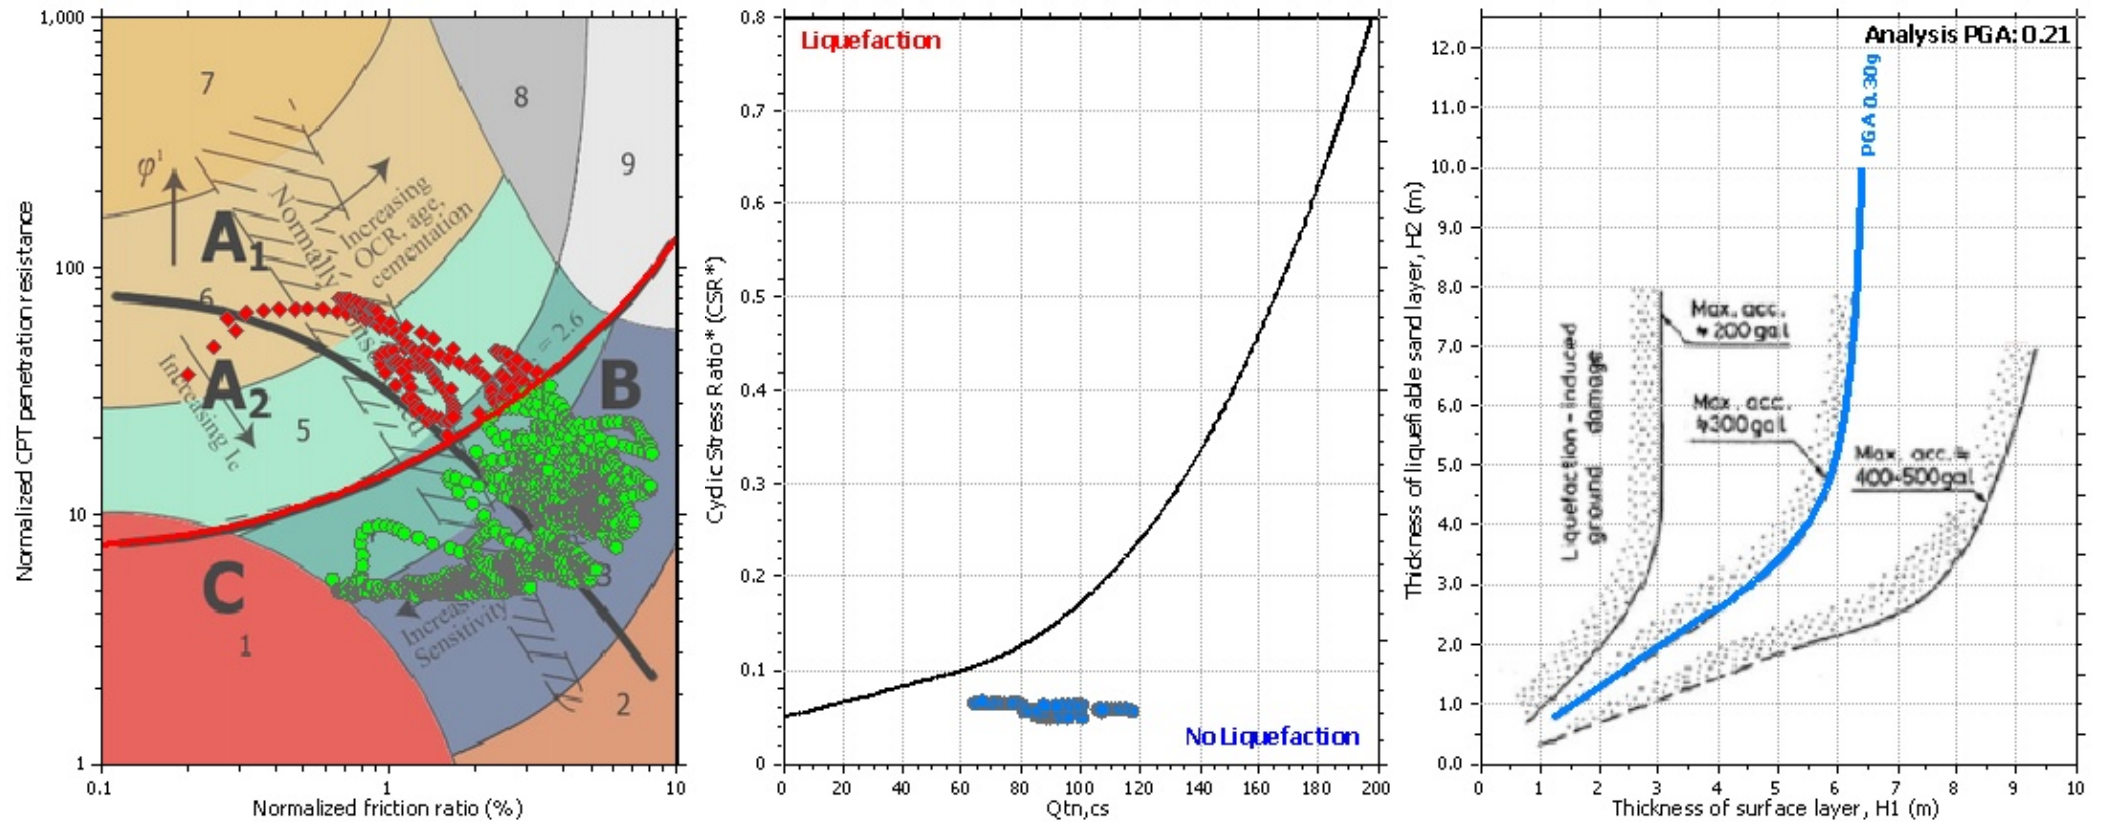 1,000
100
10
1
0.1
1
10
Normalized CPT penetration resistance
Normalized friction ratio (%)
7
8
9
φ'
A1
6
Normally
Increasing
OCR, age,
cementation
A2
Increasing Ic
5
= 2.6
B
C
1
3
Sensitivity
2
0.8
0.7
0.6
0.5
0.4
0.3
0.2
0.1
0
0
20
40
60
80
100
120
140
160
180
200
Cyclic Stress Ratio* (CSR*)
Qtn,cs
Liquefaction
No Liquefaction
12.0
11.0
10.0
9.0
8.0
7.0
6.0
5.0
4.0
3.0
2.0
1.0
0.0
0
1
2
3
4
5
6
7
8
9
10
Thickness of liquefiable sand layer, H2 (m)
Thickness of surface layer, H1 (m)
Analysis PGA: 0.21
PGA 0.30g
Liquefaction - induced
ground damage
Max. acc.
≒ 200 gal
Max. acc.
≒300gal
Max. acc. ≒
400~500gal